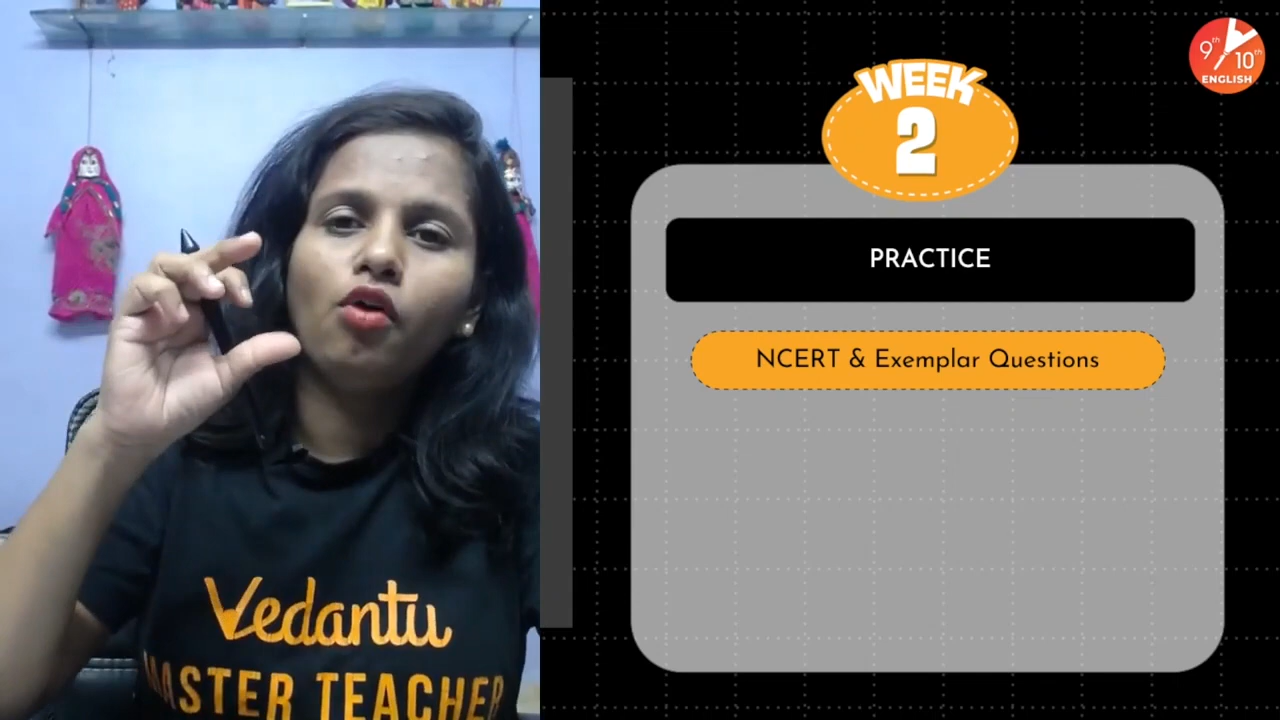 Vedantu
MASTER TEACHER
WEEK
2
PRACTICE
NCERT & Exemplar Questions
9th
10th
ENGLISH